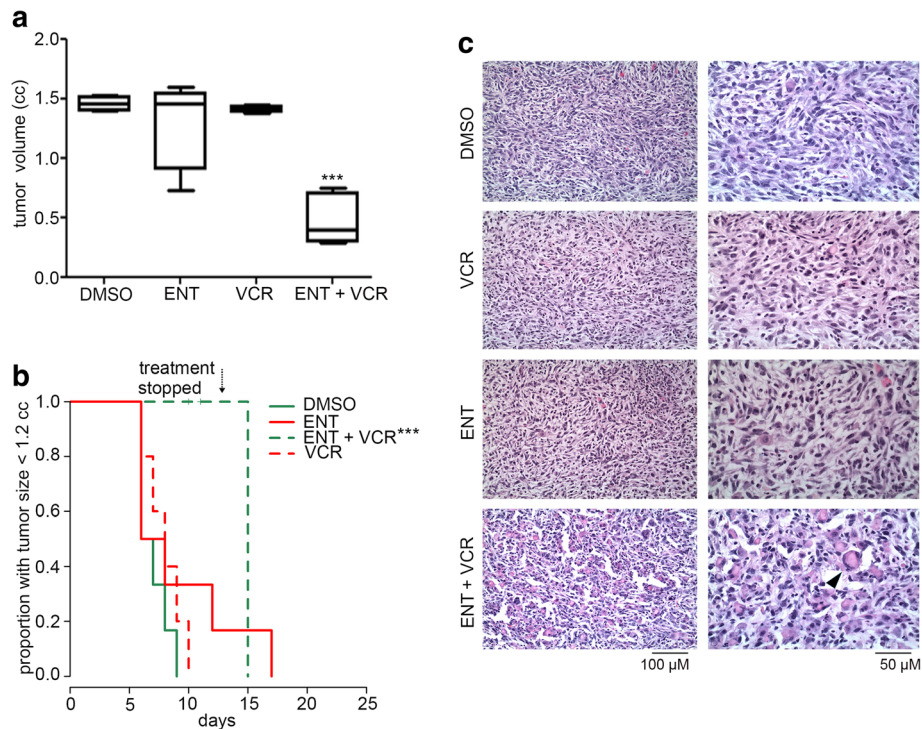 a
tumor volume (cc)
2.0
1.5
1.0
0.5
0.0
***
DMSO ENT VCR ENT + VCR
b
treatment
stopped
proportion with tumor size < 1.2 cc
1.0
0.8
0.6
0.4
0.2
0.0
0 5 10 15 20 25
days
DMSO
ENT
ENT + VCR***
VCR
c
DMSO
VCR
ENT
ENT + VCR
100 µM
50 µM